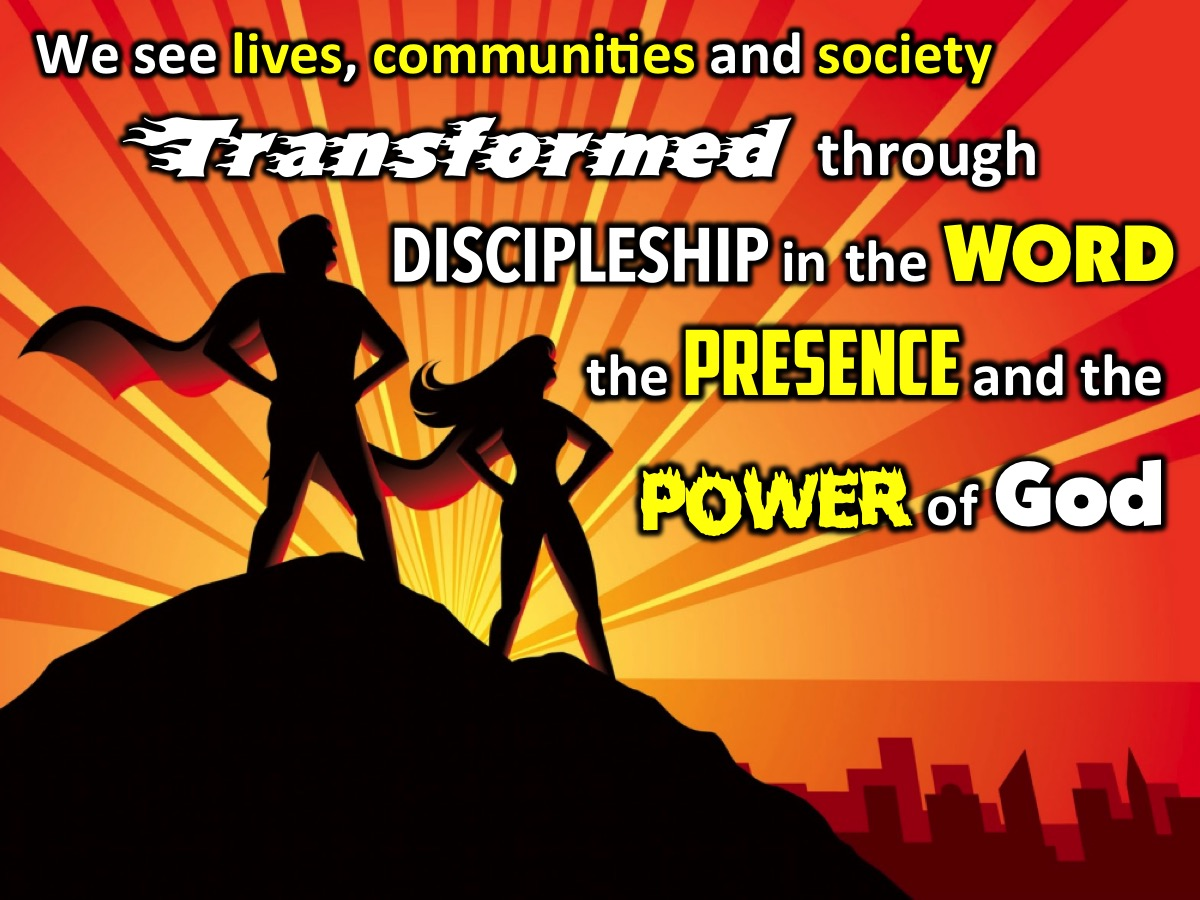 We see lives, communities and society
Transformed through
DISCIPLESHIP in the WORD
the PRESENCE and the
POWER of God